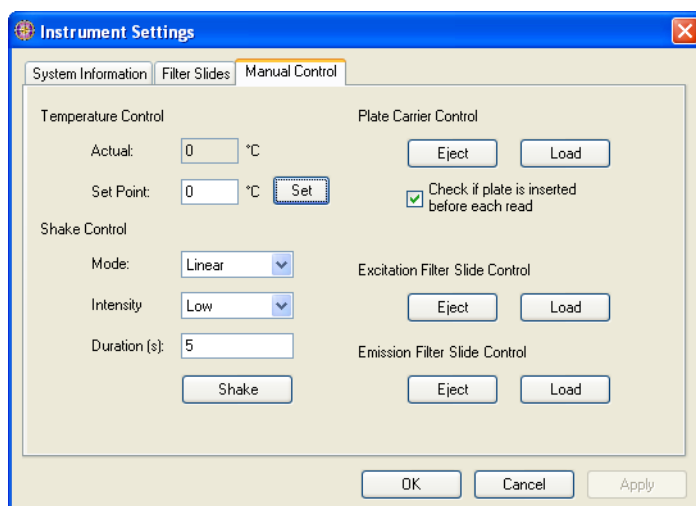 Instrument Settings
System Information Filter Slides Manual Control
Temperature Control
Actual: 0 °C
Set Point: 0 °C Set
Shake Control
Mode: Linear
Intensity Low
Duration (s): 5
Shake
Plate Carrier Control
Eject Load
Check if plate is inserted
before each read
Excitation Filter Slide Control
Eject Load
Emission Filter Slide Control
Eject Load
OK Cancel Apply